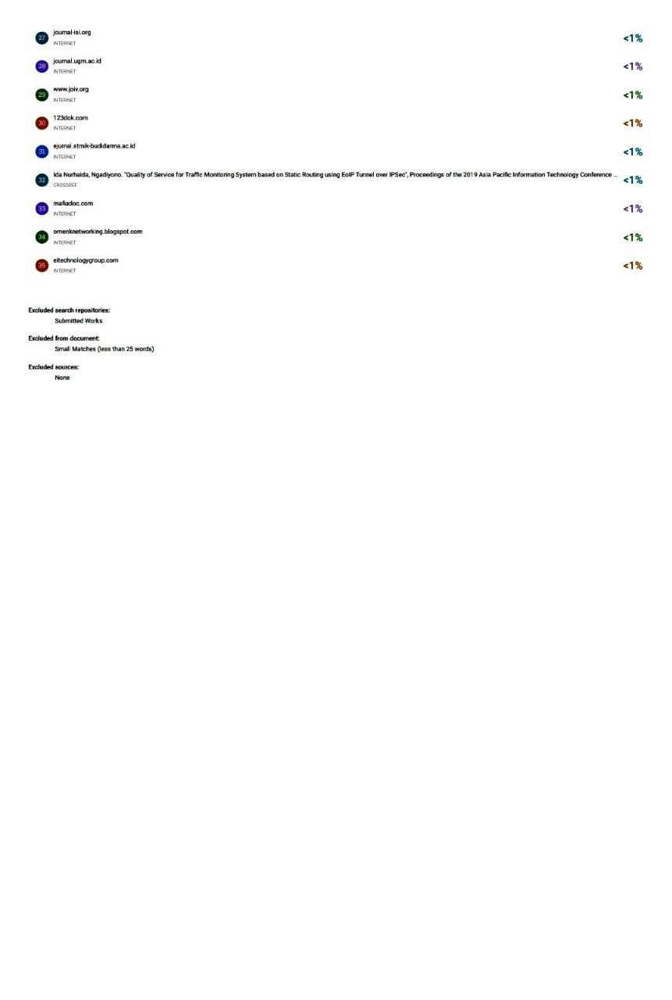 27 journal-isi.org <1%
INTERNET
28 journal.ugm.ac.id <1%
INTERNET
29 www.joiv.org <1%
INTERNET
30 123dok.com <1%
INTERNET
31 ejurnal.stmik-budidarma.ac.id <1%
INTERNET
32 Ida Nurhaida, Ngadiyono. "Quality of Service for Traffic Monitoring System based on Static Routing using EoIP Tunnel over IPSec", Proceedings of the 2019 Asia Pacific Information Technology Conference ... <1%
CROSSREF
33 mafiadoc.com <1%
INTERNET
34 omenknetworking.blogspot.com <1%
INTERNET
35 eitechnologygroup.com <1%
INTERNET
Excluded search repositories:
Submitted Works
Excluded from document:
Small Matches (less than 25 words)
Excluded sources:
None